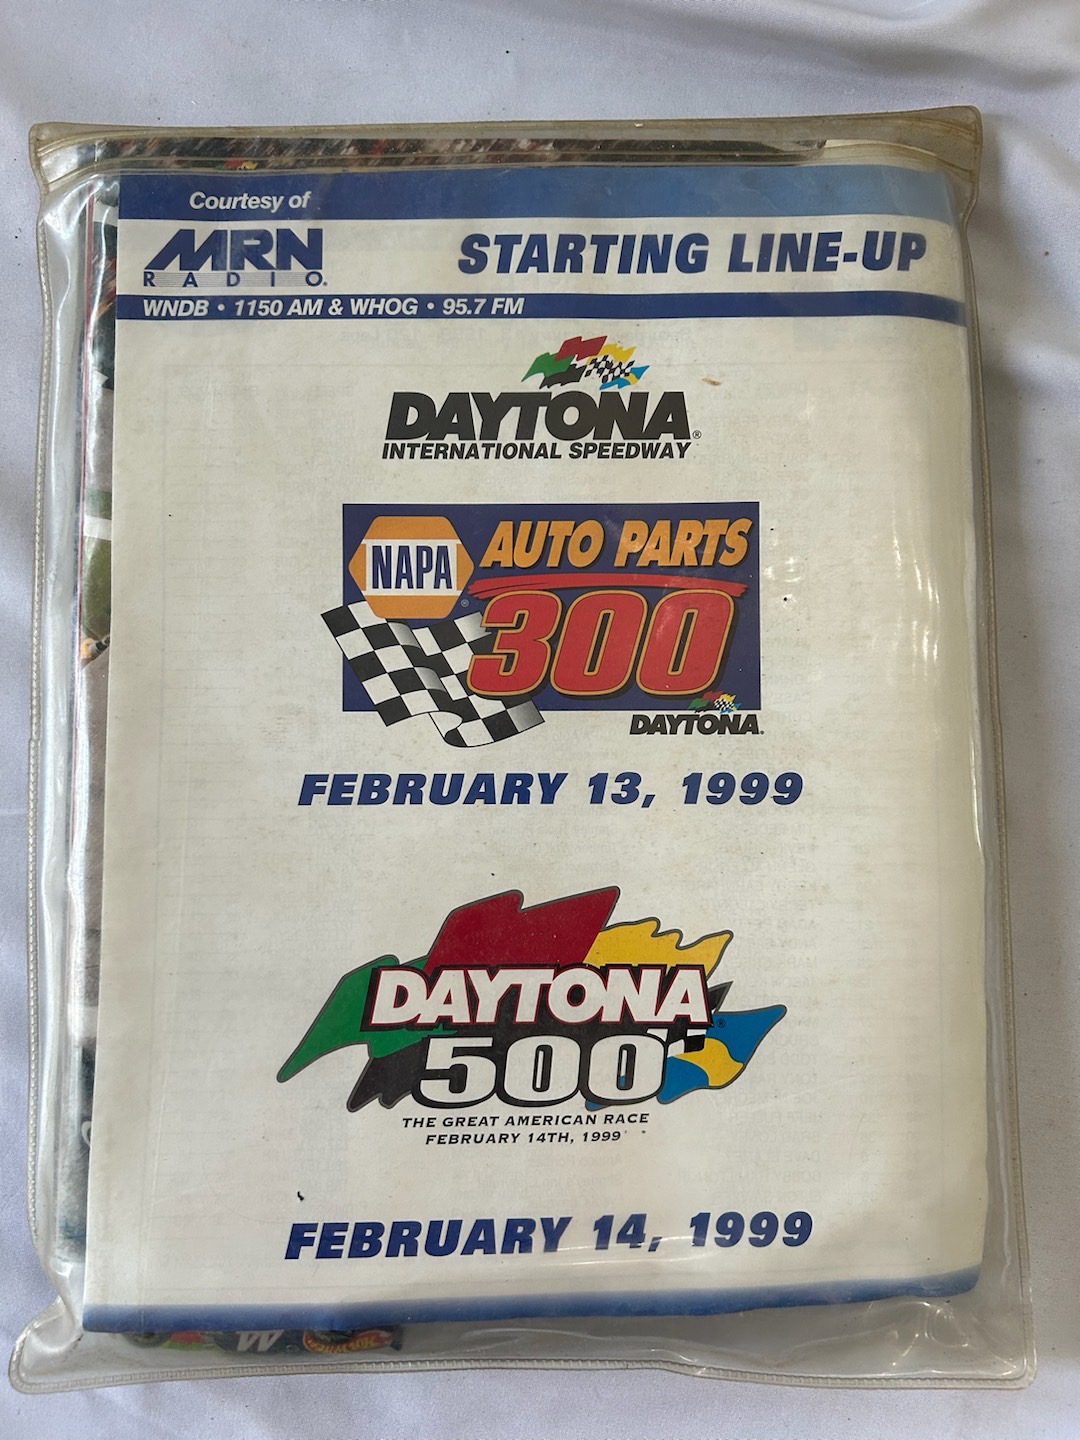 Courtesy of
MRN
RADIO®
STARTING LINE-UP
WNDB • 1150 AM & WHOG • 95.7 FM
DAYTONA®
INTERNATIONAL SPEEDWAY
NAPA®
AUTO PARTS
300
DAYTONA®
FEBRUARY 13, 1999
DAYTONA®
500
THE GREAT AMERICAN RACE
FEBRUARY 14TH, 1999
FEBRUARY 14, 1999